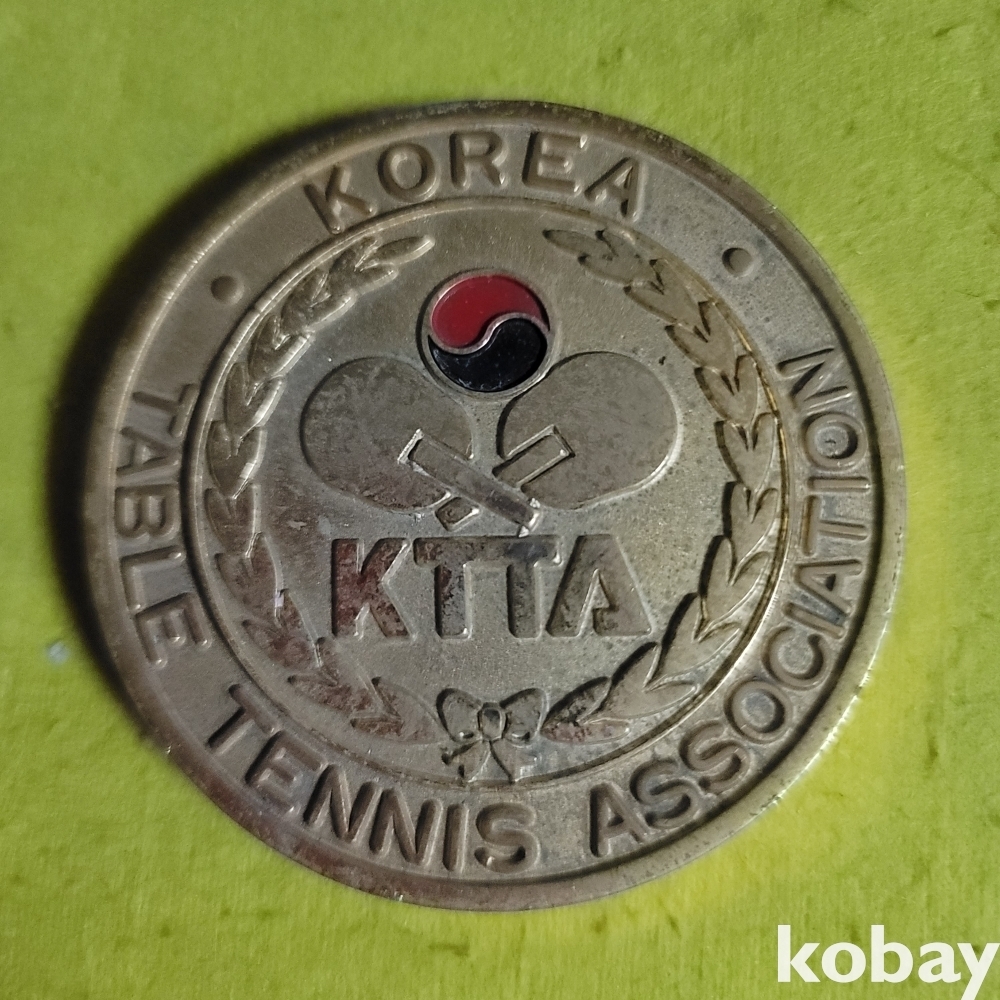 KOREA
KTTA
TABLE TENNIS ASSOCIATION
kobay